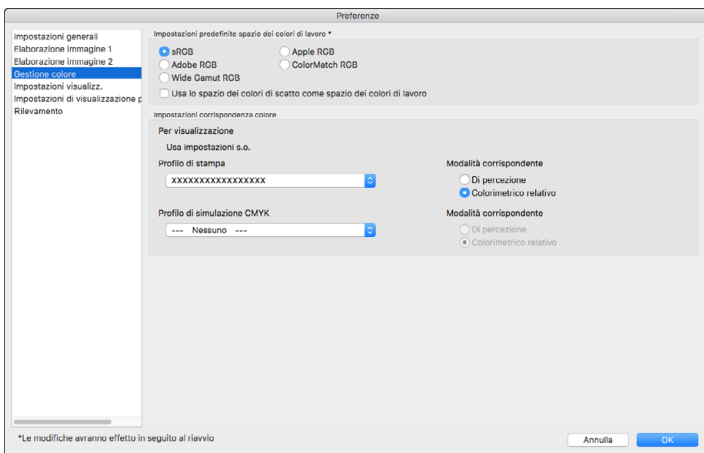 Preferenze
Impostazioni generali
Elaborazione immagine 1
Elaborazione immagine 2
Gestione colore
Impostazioni visualizz.
Impostazioni di visualizzazione p
Rilevamento
Impostazioni predefinite spazio dei colori di lavoro *
sRGB
Apple RGB
Adobe RGB
ColorMatch RGB
Wide Gamut RGB
Usa lo spazio dei colori di scatto come spazio dei colori di lavoro
Impostazioni corrispondenza colore
Per visualizzazione
Usa impostazioni s.o.
Profilo di stampa
Modalità corrispondente
XXXXXXXXXXXXXXXXX
Di percezione
Colorimetrico relativo
Profilo di simulazione CMYK
Modalità corrispondente
--- Nessuno ---
Di percezione
Colorimetrico relativo
*Le modifiche avranno effetto in seguito al riavvio
Annulla
OK